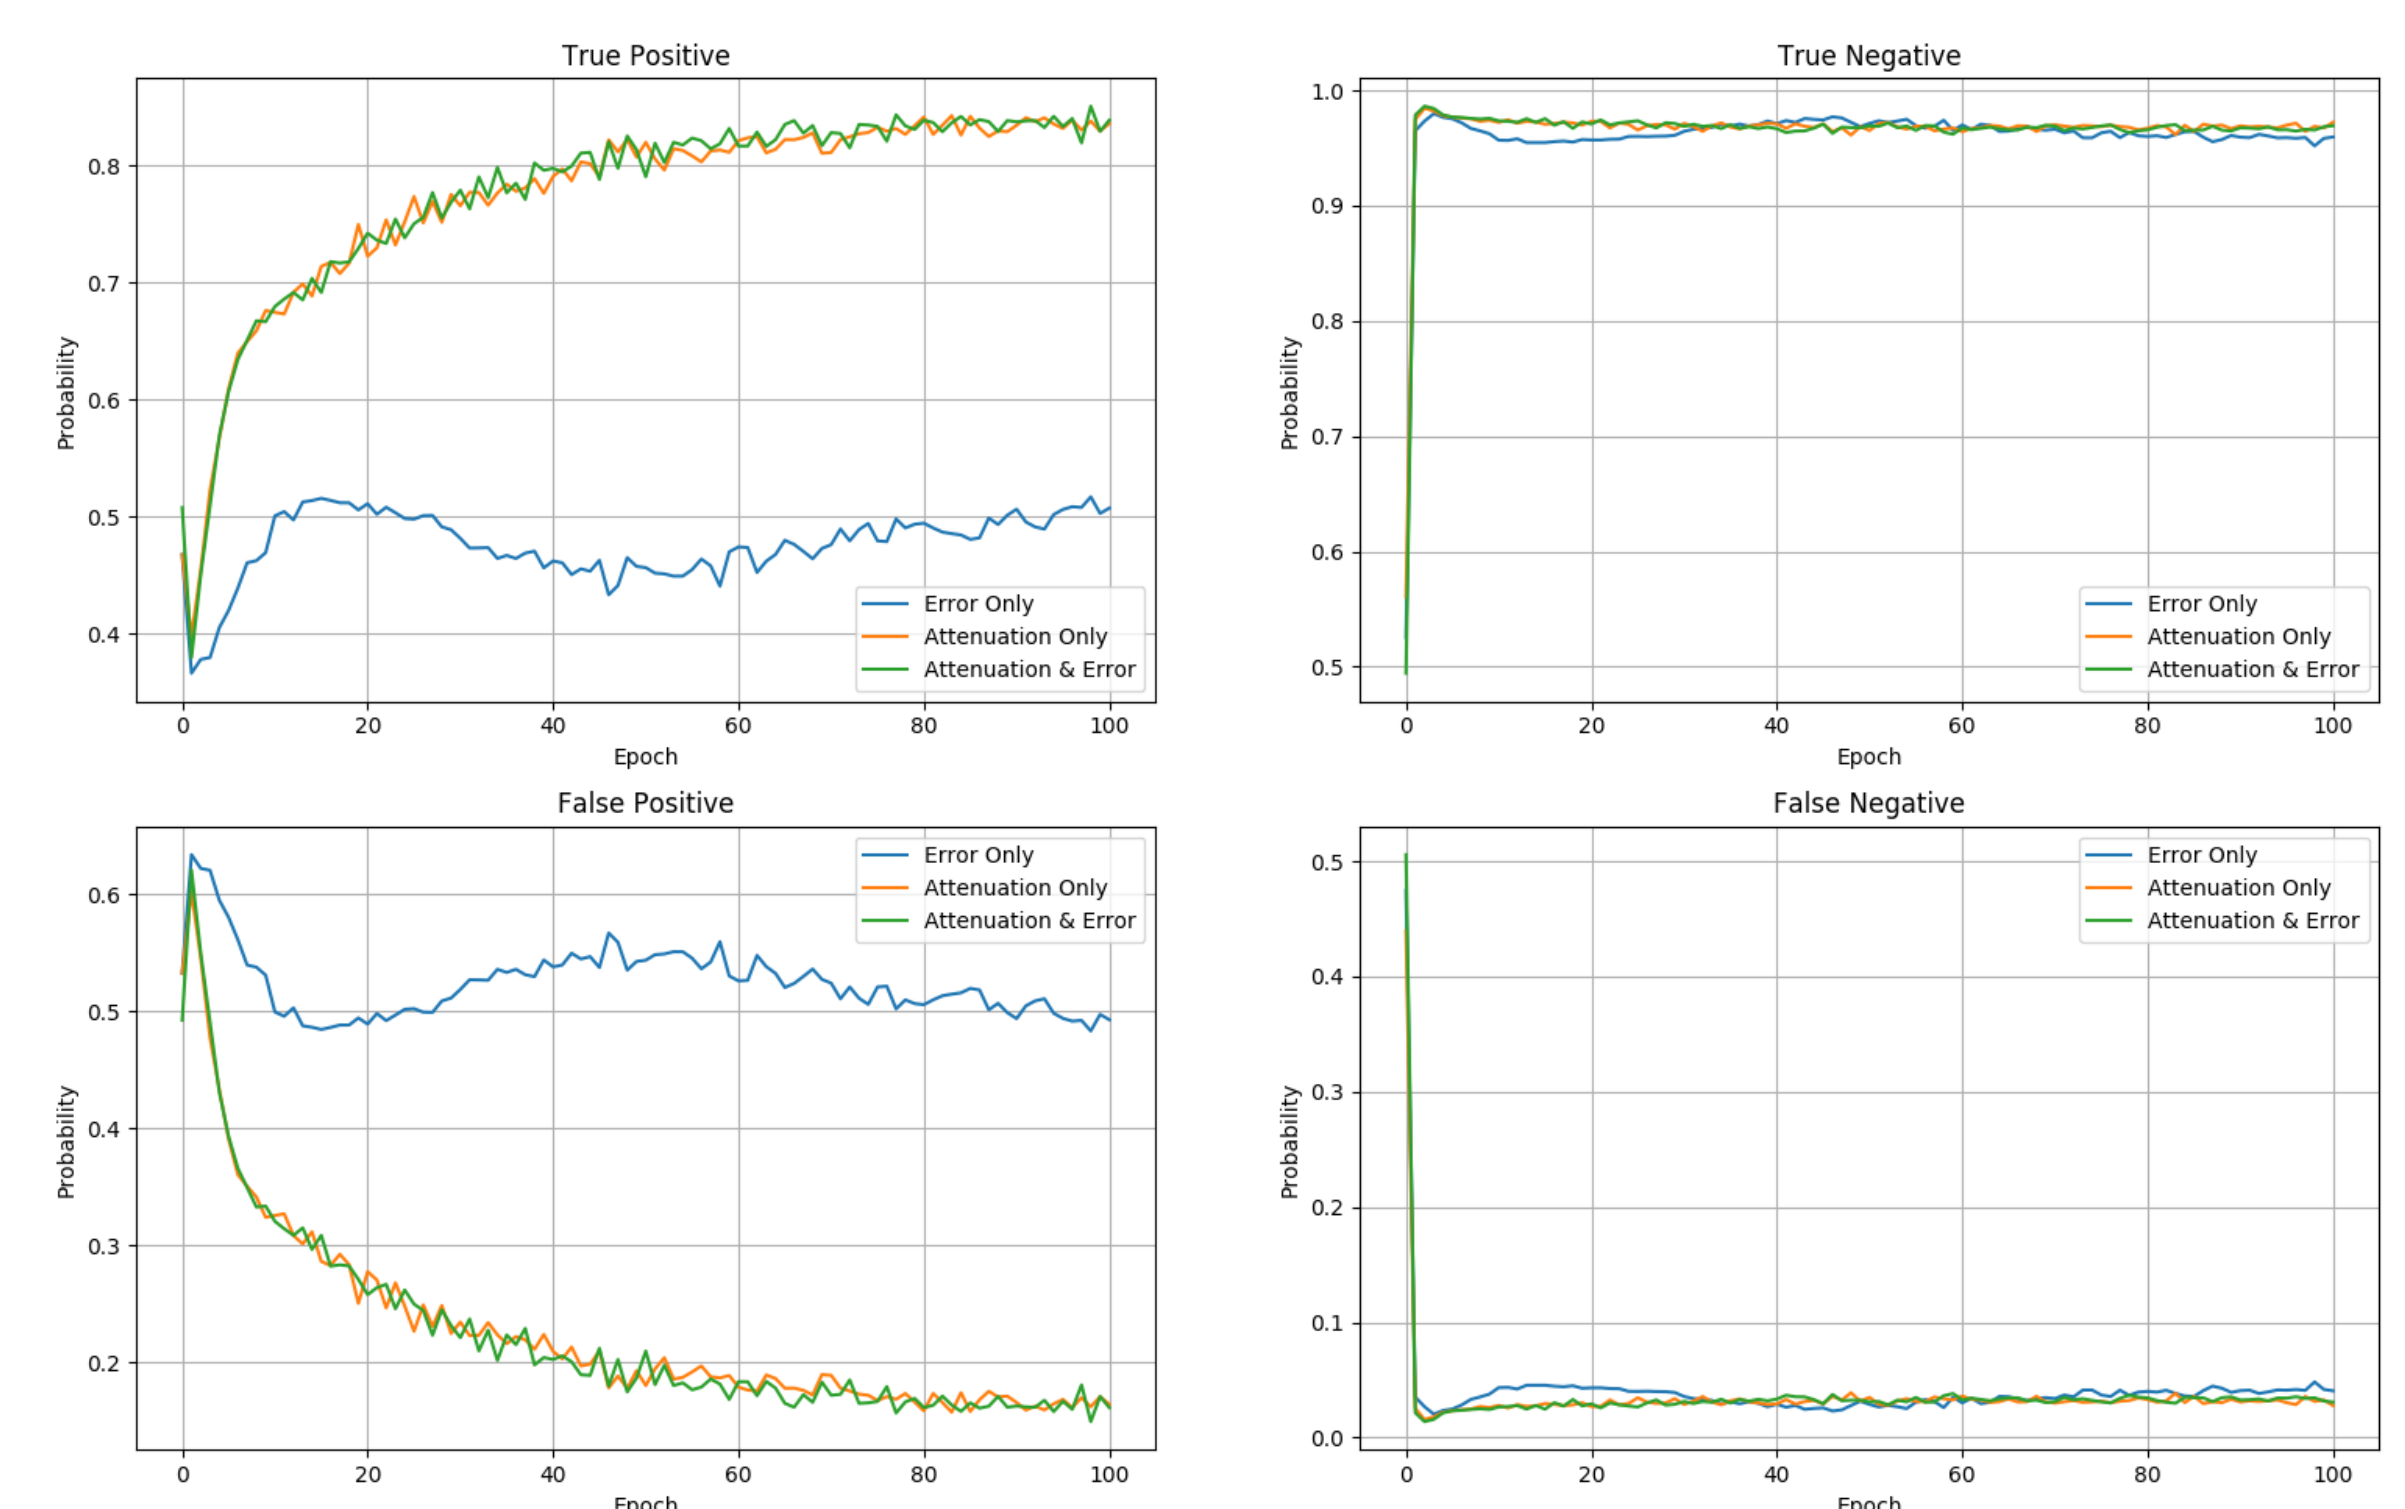 True Positive
Probability
0.8
0.7
0.6
0.5
0.4
Error Only
Attenuation Only
Attenuation & Error
0 20 40 60 80 100
Epoch
True Negative
Probability
1.0
0.9
0.8
0.7
0.6
0.5
Error Only
Attenuation Only
Attenuation & Error
0 20 40 60 80 100
Epoch
False Positive
Probability
0.6
0.5
0.4
0.3
0.2
Error Only
Attenuation Only
Attenuation & Error
0 20 40 60 80 100
Epoch
False Negative
Probability
0.5
0.4
0.3
0.2
0.1
0.0
Error Only
Attenuation Only
Attenuation & Error
0 20 40 60 80 100
Epoch